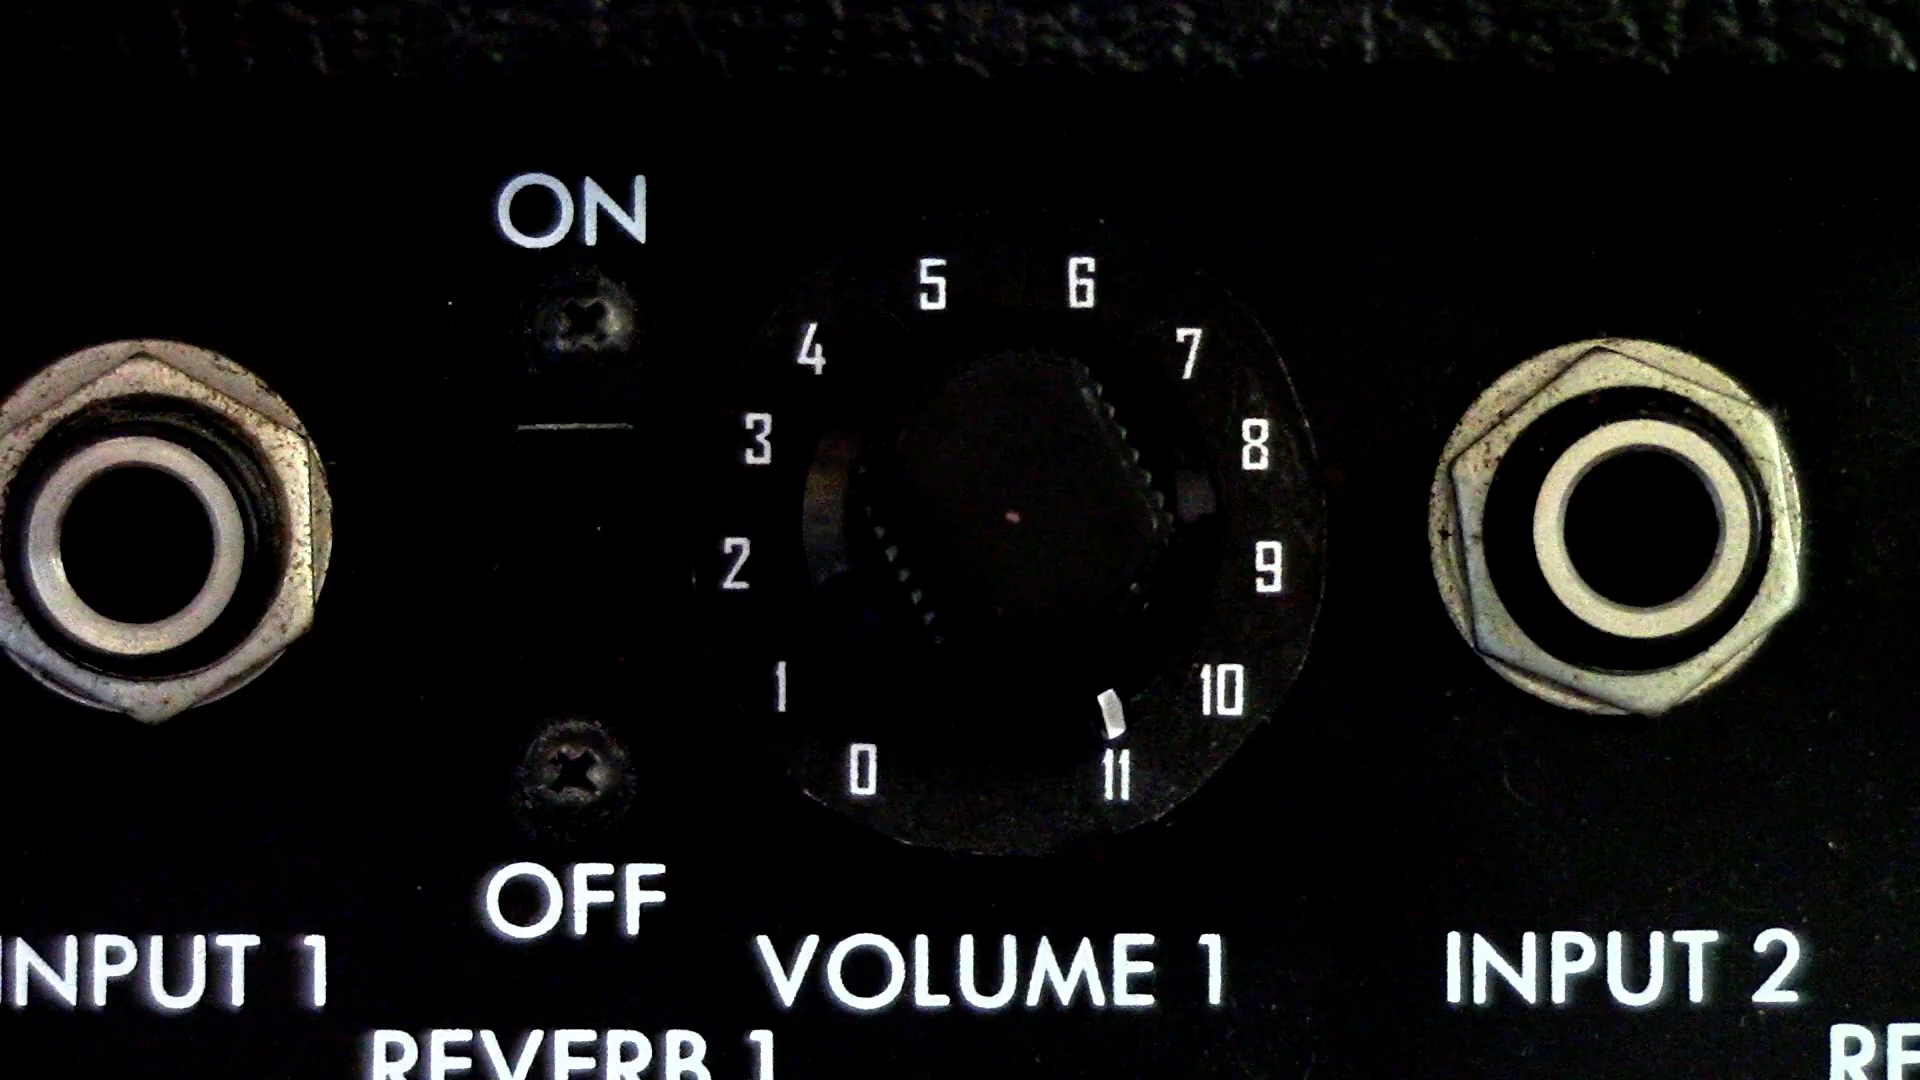 ON
5 6
4 7
3 8
2 9
1 10
0 11
OFF
INPUT 1
VOLUME 1
INPUT 2
REVERB 1
RE